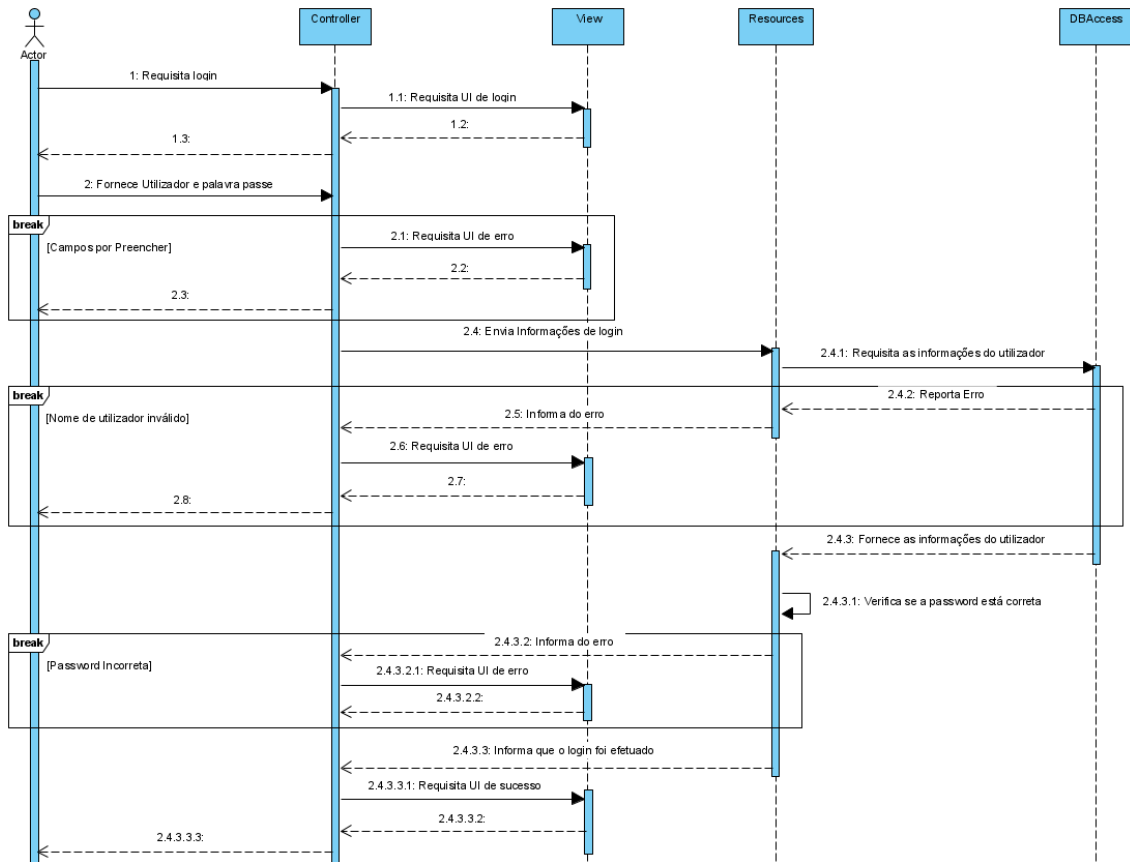 Controller
View
Resources
DBAccess
Actor
1: Requisita login
1.1: Requisita UI de login
1.2:
1.3:
2: Fornece Utilizador e palavra passe
break
[Campos por Preencher]
2.1: Requisita UI de erro
2.2:
2.3:
2.4: Envia Informações de login
2.4.1: Requisita as informações do utilizador
break
[Nome de utilizador inválido]
2.4.2: Reporta Erro
2.5: Informa do erro
2.6: Requisita UI de erro
2.7:
2.8:
2.4.3: Fornece as informações do utilizador
2.4.3.1: Verifica se a password está correta
break
[Password Incorreta]
2.4.3.2: Informa do erro
2.4.3.2.1: Requisita UI de erro
2.4.3.2.2:
2.4.3.3: Informa que o login foi efetuado
2.4.3.3.1: Requisita UI de sucesso
2.4.3.3.2:
2.4.3.3.3: